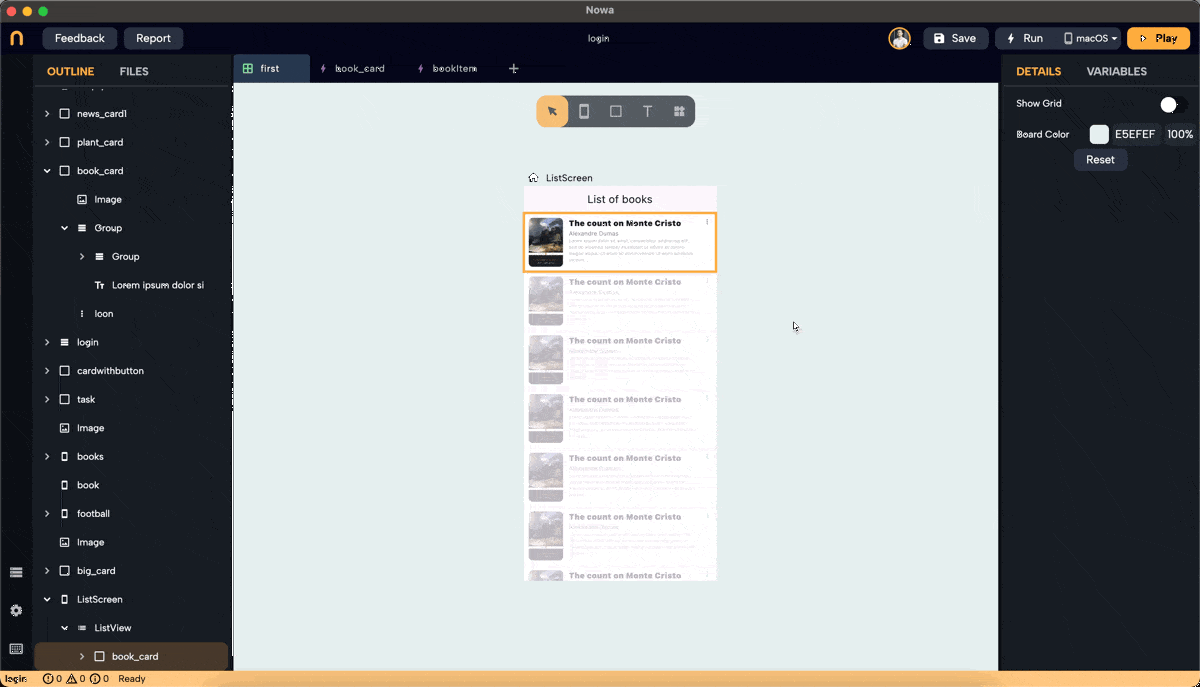 Nowa
Feedback
Report
login
Save
Run
macOS
Play
OUTLINE
FILES
first
book_card
bookItem
DETAILS
VARIABLES
news_card1
plant_card
book_card
Image
Group
Group
Lorem ipsum dolor si
Icon
login
cardwithbutton
task
Image
books
book
football
Image
big_card
ListScreen
ListView
book_card
ListScreen
List of books
The count on Monte Cristo
Alexandre Dumas
The count on Monte Cristo
The count on Monte Cristo
The count on Monte Cristo
The count on Monte Cristo
The count on Monte Cristo
The count on Monte Cristo
Show Grid
Board Color
E5EFEF
100%
Reset
login
0
0
0
Ready